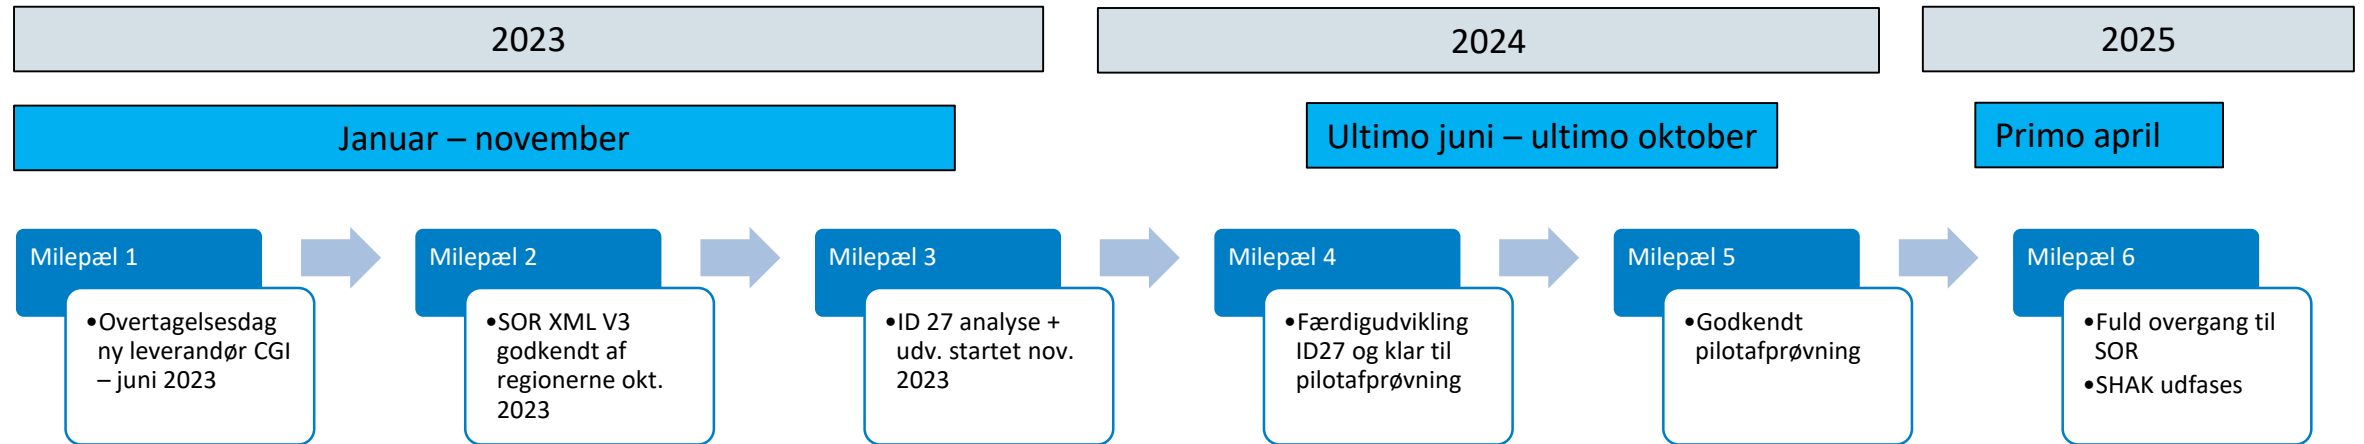 2023
2024
2025
Januar – november
Ultimo juni – ultimo oktober
Primo april
Milepæl 1
•Overtagelsesdag
ny leverandør CGI
– juni 2023
Milepæl 2
•SOR XML V3
godkendt af
regionerne okt.
2023
Milepæl 3
•ID 27 analyse +
udv. startet nov.
2023
Milepæl 4
•Færdigudvikling
ID27 og klar til
pilotafprøvning
Milepæl 5
•Godkendt
pilotafprøvning
Milepæl 6
•Fuld overgang til
SOR
•SHAK udfases